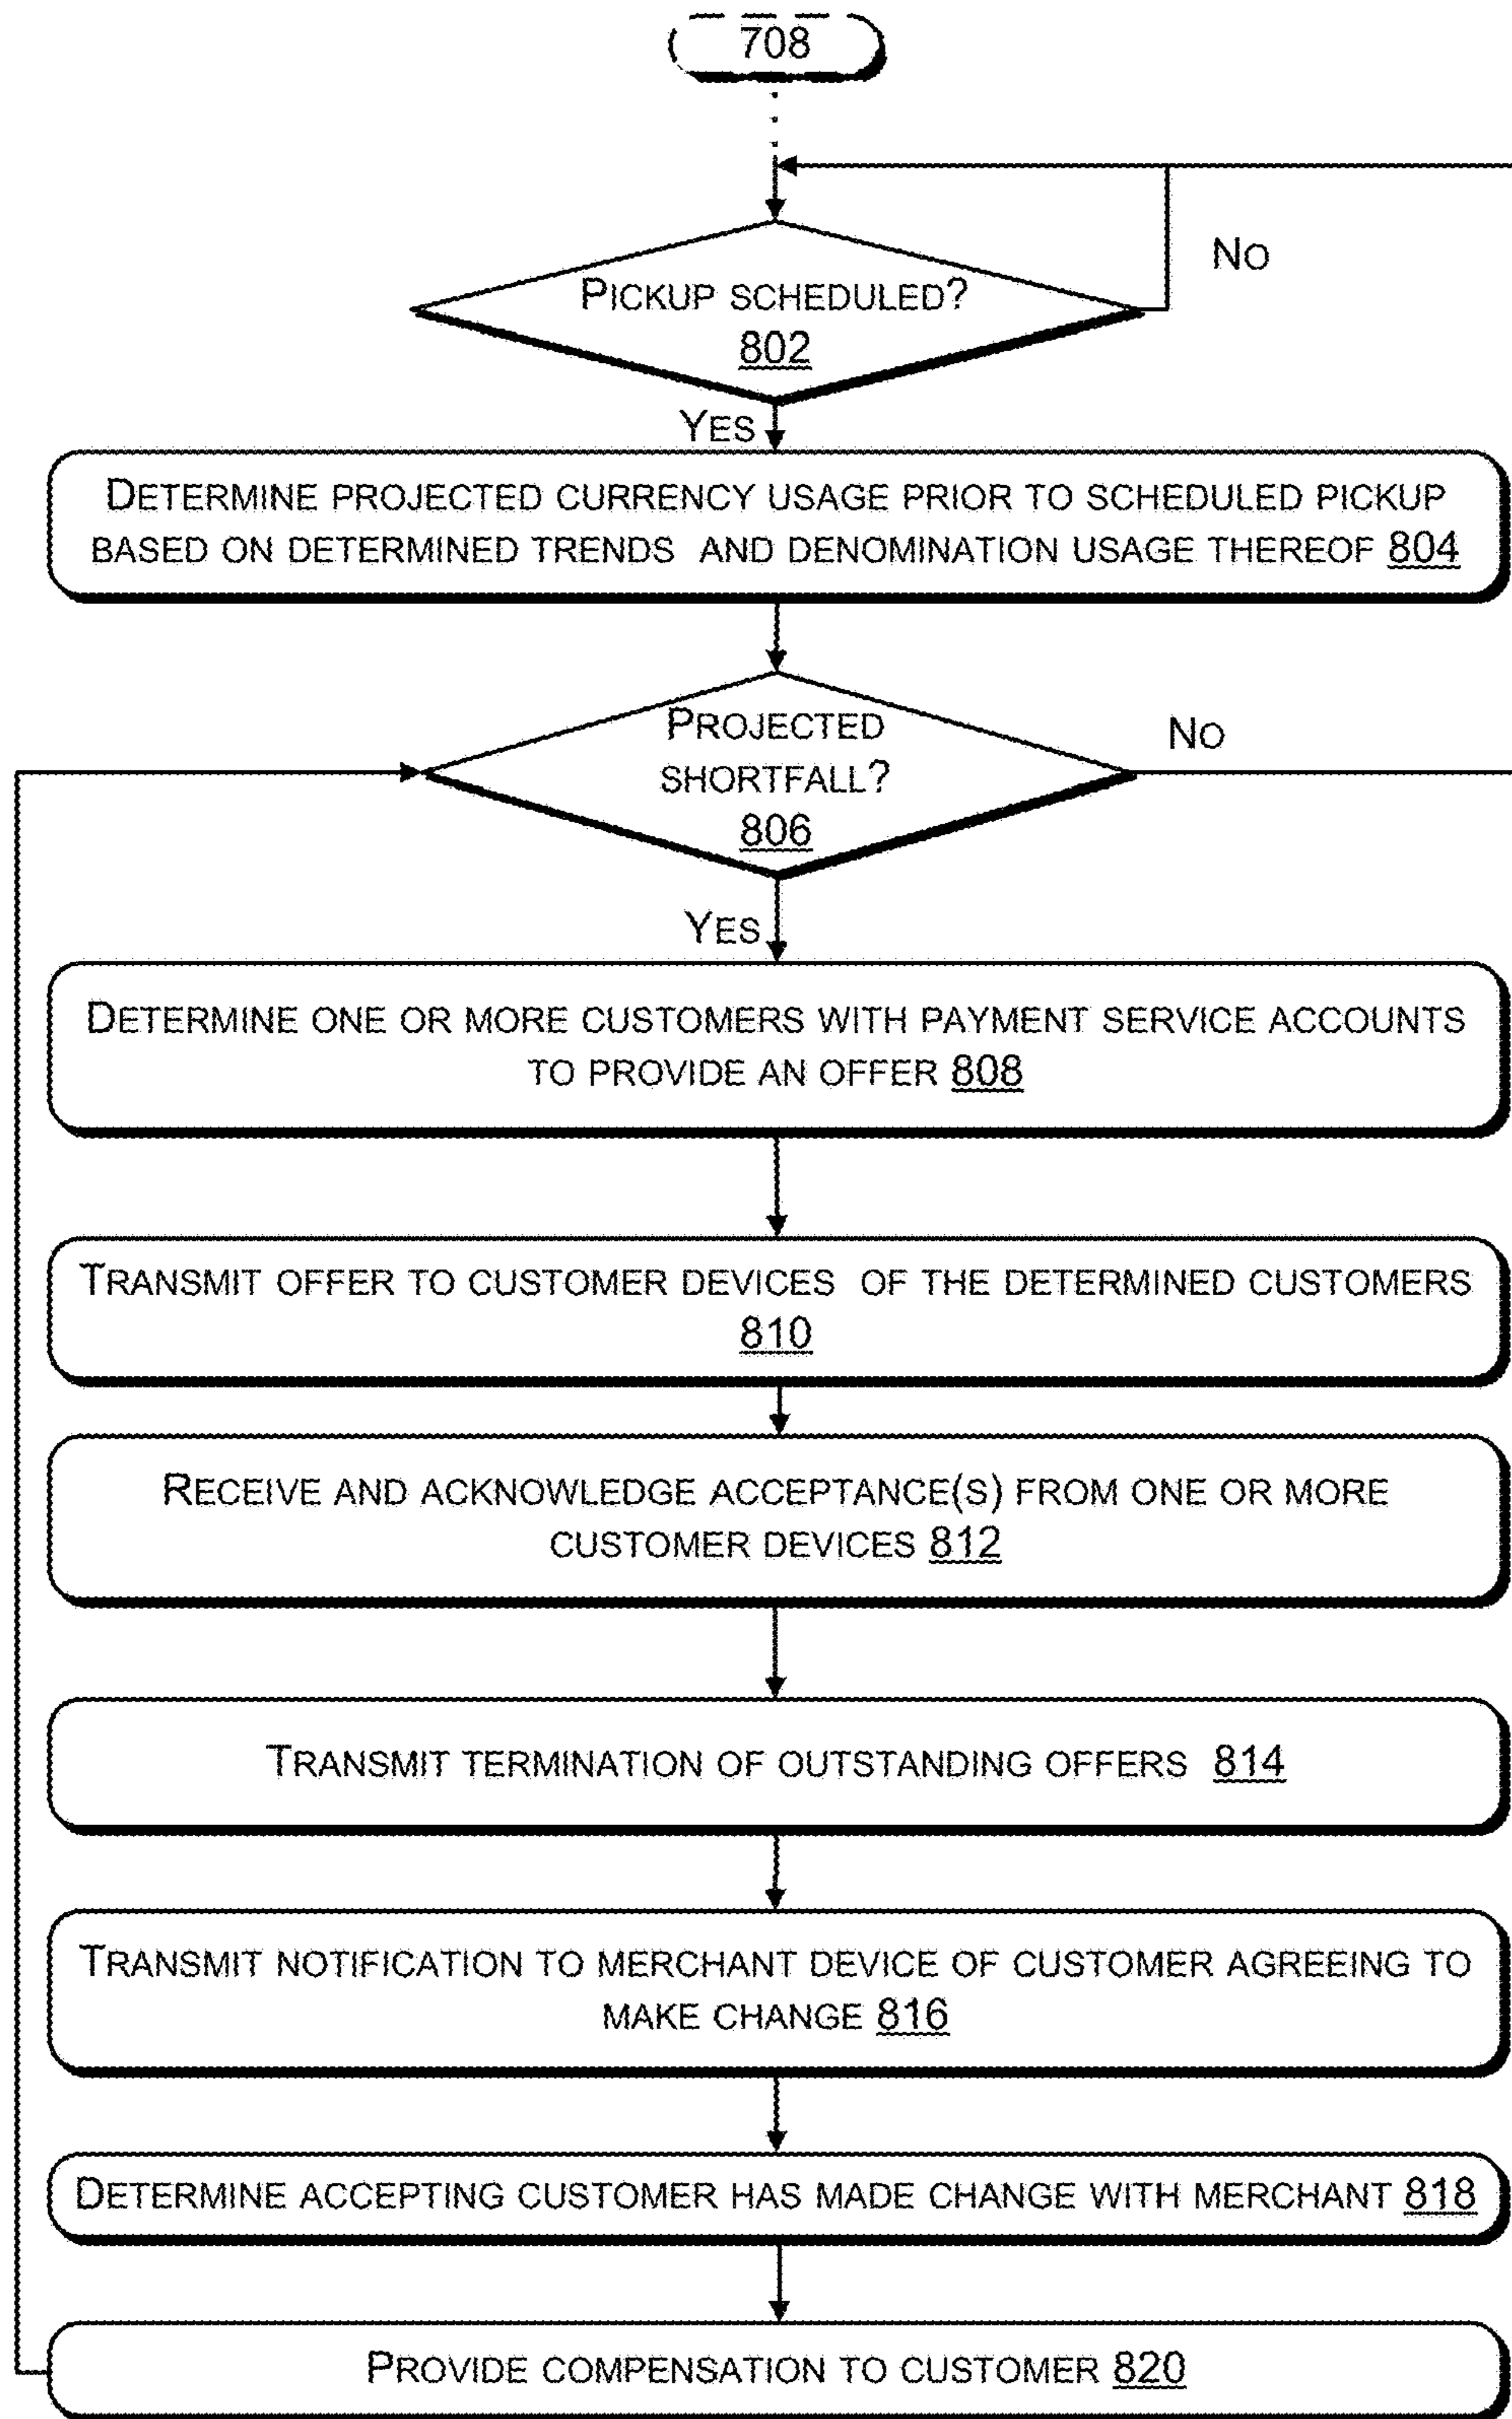 708
No
PICKUP SCHEDULED?
802
YES
DETERMINE PROJECTED CURRENCY USAGE PRIOR TO SCHEDULED PICKUP
BASED ON DETERMINED TRENDS AND DENOMINATION USAGE THEREOF 804
PROJECTED
No
SHORTFALL?
806
YES
DETERMINE ONE OR MORE CUSTOMERS WITH PAYMENT SERVICE ACCOUNTS
TO PROVIDE AN OFFER 808
TRANSMIT OFFER TO CUSTOMER DEVICES OF THE DETERMINED CUSTOMERS
810
RECEIVE AND ACKNOWLEDGE ACCEPTANCE(S) FROM ONE OR MORE
CUSTOMER DEVICES 812
TRANSMIT TERMINATION OF OUTSTANDING OFFERS 814
TRANSMIT NOTIFICATION TO MERCHANT DEVICE OF CUSTOMER AGREEING TO
MAKE CHANGE 816
DETERMINE ACCEPTING CUSTOMER HAS MADE CHANGE WITH MERCHANT 818
PROVIDE COMPENSATION TO CUSTOMER 820